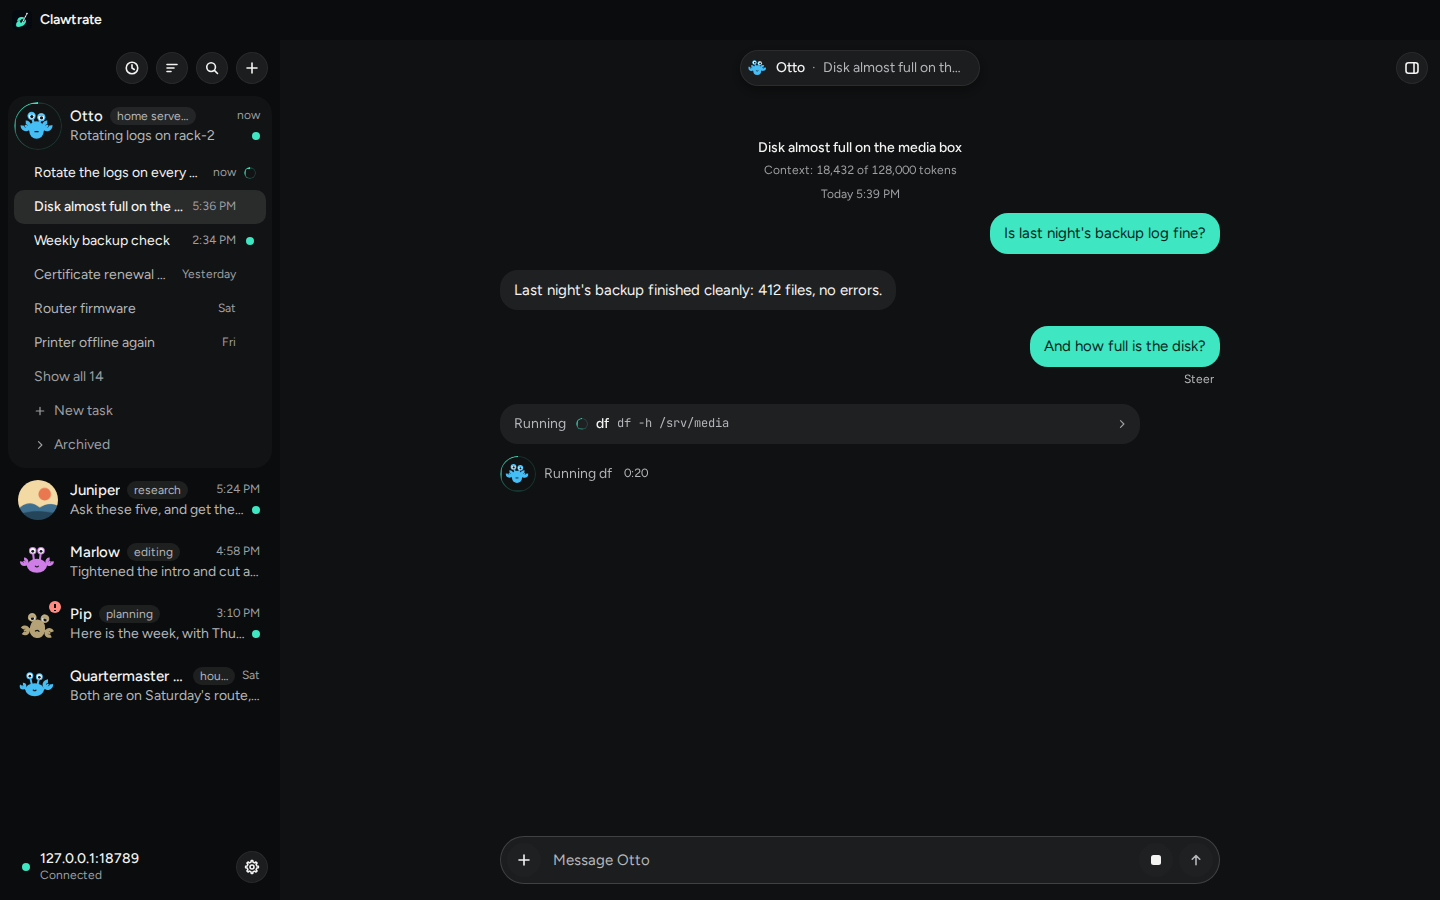 Clawtrate
Otto home serve... now
Rotating logs on rack-2
Rotate the logs on every ... now
Disk almost full on the ... 5:36 PM
Weekly backup check 2:34 PM
Certificate renewal ... Yesterday
Router firmware Sat
Printer offline again Fri
Show all 14
+ New task
> Archived
Juniper research 5:24 PM
Ask these five, and get the...
Marlow editing 4:58 PM
Tightened the intro and cut a...
Pip planning 3:10 PM
Here is the week, with Thu...
Quartermaster ... hou... Sat
Both are on Saturday's route,...
127.0.0.1:18789
Connected
Otto · Disk almost full on th...
Disk almost full on the media box
Context: 18,432 of 128,000 tokens
Today 5:39 PM
Is last night's backup log fine?
Last night's backup finished cleanly: 412 files, no errors.
And how full is the disk?
Steer
Running df df -h /srv/media
Running df 0:20
Message Otto